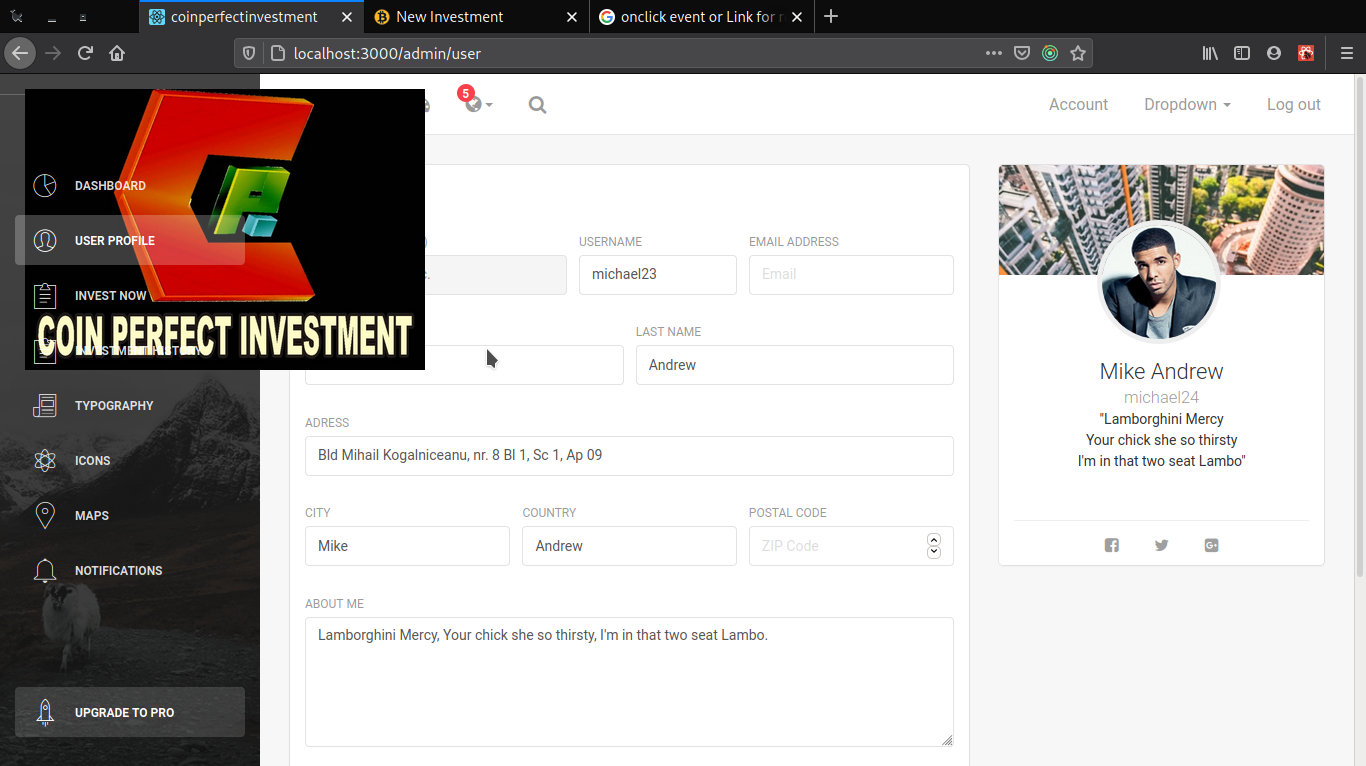 coinperfectinvestment
New Investment
onclick event or Link for
localhost:3000/admin/user
5
Account
Dropdown
Log out
DASHBOARD
USER PROFILE
INVEST NOW
COIN PERFECT INVESTMENT
INVESTMENT HISTORY
TYPOGRAPHY
ICONS
MAPS
NOTIFICATIONS
UPGRADE TO PRO
USERNAME
EMAIL ADDRESS
michael23
Email
LAST NAME
Andrew
ADRESS
Bld Mihail Kogalniceanu, nr. 8 Bl 1, Sc 1, Ap 09
CITY
COUNTRY
POSTAL CODE
Mike
Andrew
ZIP Code
ABOUT ME
Lamborghini Mercy, Your chick she so thirsty, I'm in that two seat Lambo.
Mike Andrew
michael24
"Lamborghini Mercy
Your chick she so thirsty
I'm in that two seat Lambo"